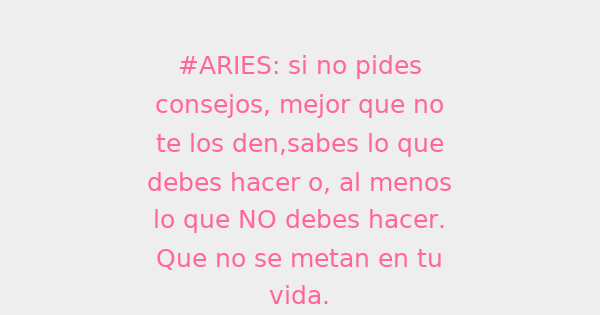 #ARIES: si no pides
consejos, mejor que no
te los den,sabes lo que
debes hacer o, al menos
lo que NO debes hacer.
Que no se metan en tu
vida.